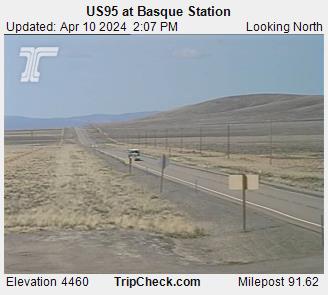 US95 at Basque Station
Updated: Apr 10 2024 2:07 PM Looking North
Elevation 4460 TripCheck.com Milepost 91.62